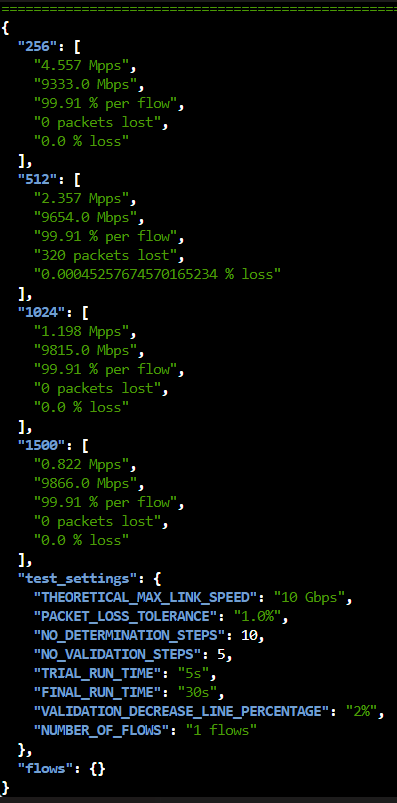 {
  "256": [
    "4.557 Mpps",
    "9333.0 Mbps",
    "99.91 % per flow",
    "0 packets lost",
    "0.0 % loss"
  ],
  "512": [
    "2.357 Mpps",
    "9654.0 Mbps",
    "99.91 % per flow",
    "320 packets lost",
    "0.00045257674570165234 % loss"
  ],
  "1024": [
    "1.198 Mpps",
    "9815.0 Mbps",
    "99.91 % per flow",
    "0 packets lost",
    "0.0 % loss"
  ],
  "1500": [
    "0.822 Mpps",
    "9866.0 Mbps",
    "99.91 % per flow",
    "0 packets lost",
    "0.0 % loss"
  ],
  "test_settings": {
    "THEORETICAL_MAX_LINK_SPEED": "10 Gbps",
    "PACKET_LOSS_TOLERANCE": "1.0%",
    "NO_DETERMINATION_STEPS": 10,
    "NO_VALIDATION_STEPS": 5,
    "TRIAL_RUN_TIME": "5s",
    "FINAL_RUN_TIME": "30s",
    "VALIDATION_DECREASE_LINE_PERCENTAGE": "2%",
    "NUMBER_OF_FLOWS": "1 flows"
  },
  "flows": {}
}